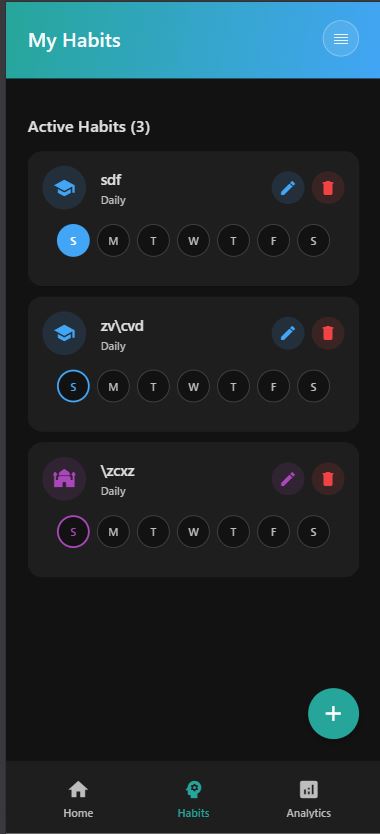 My Habits
Active Habits (3)
sdf
Daily
S M T W T F S
zv\cvd
Daily
S M T W T F S
\zcxz
Daily
S M T W T F S
Home Habits Analytics